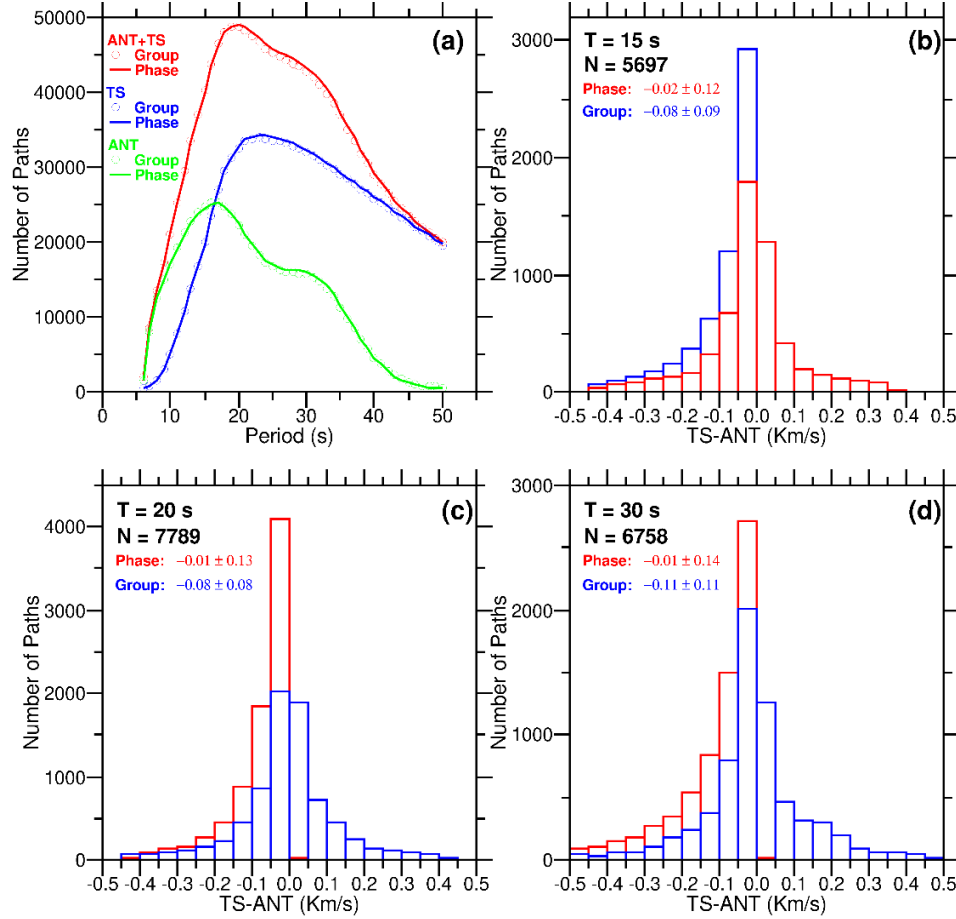 (a)
50000
40000
30000
20000
10000
0
Number of Paths
ANT+TS
Group
Phase
TS
Group
Phase
ANT
Group
Phase
0 10 20 30 40 50
Period (s)
(b)
T = 15 s
N = 5697
Phase: −0.02 ± 0.12
Group: −0.08 ± 0.09
3000
2000
1000
0
Number of Paths
-0.5 -0.4 -0.3 -0.2 -0.1 0.0 0.1 0.2 0.3 0.4 0.5
TS-ANT (Km/s)
(c)
T = 20 s
N = 7789
Phase: −0.01 ± 0.13
Group: −0.08 ± 0.08
4000
3000
2000
1000
0
Number of Paths
-0.5 -0.4 -0.3 -0.2 -0.1 0.0 0.1 0.2 0.3 0.4 0.5
TS-ANT (Km/s)
(d)
T = 30 s
N = 6758
Phase: −0.01 ± 0.14
Group: −0.11 ± 0.11
3000
2000
1000
0
Number of Paths
-0.5 -0.4 -0.3 -0.2 -0.1 0.0 0.1 0.2 0.3 0.4 0.5
TS-ANT (Km/s)